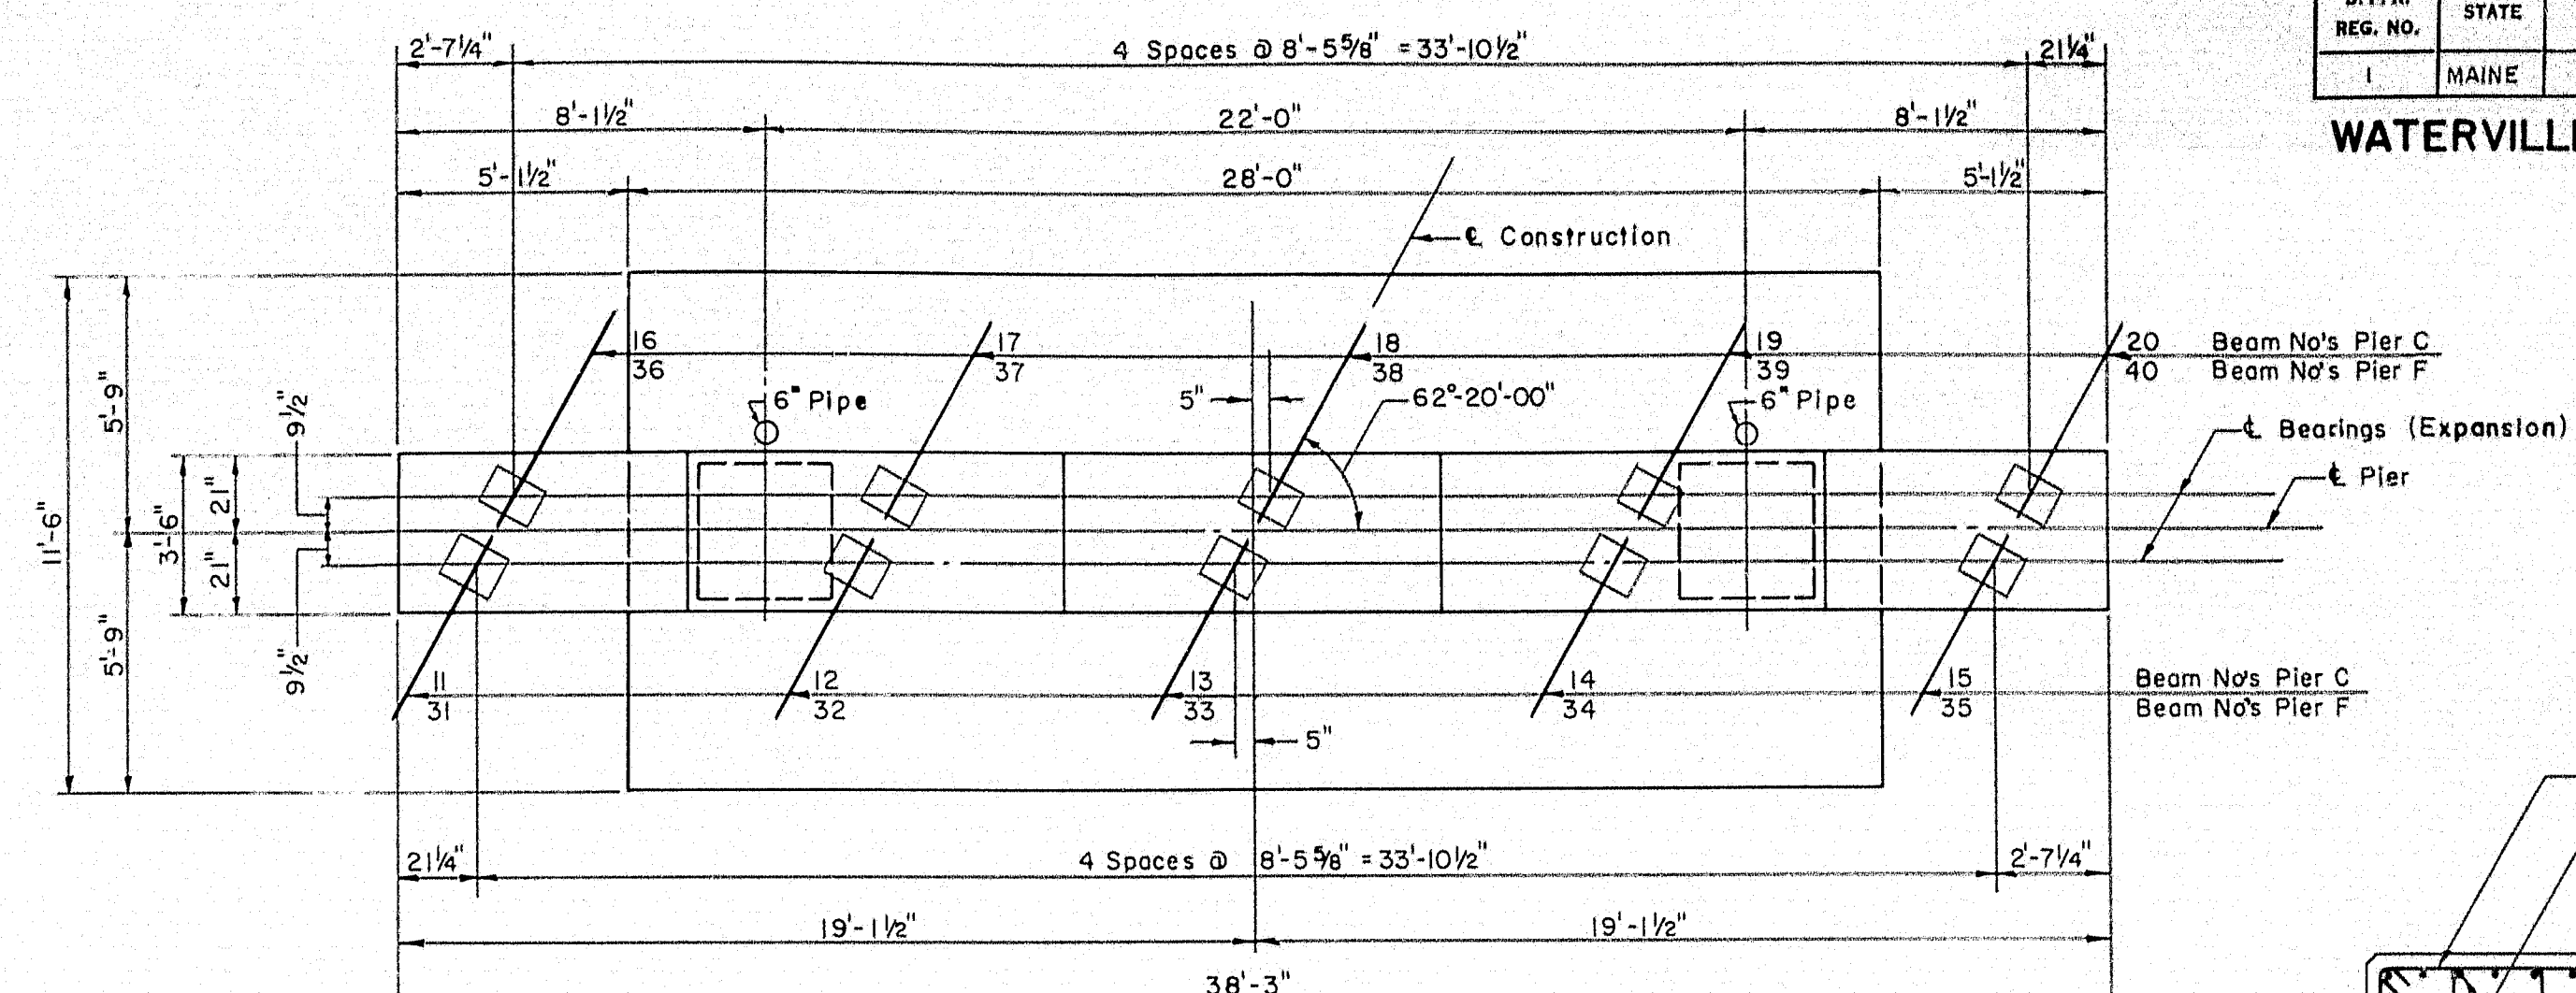 REG. NO. STATE
1 MAINE
2'-7¼" 4 Spaces @ 8'-5⅝" = 33'-10½" 21¼"
8'-1½" 22'-0" 8'-1½"
5'-1½" 28'-0" 5'-1½"
℄ Construction
16 17 18 19 20 Beam No's Pier C
36 37 38 39 40 Beam No's Pier F
5" 62°-20'-00"
6" Pipe 6" Pipe
℄ Bearings (Expansion)
℄ Pier
11'-6"
5'-9"
5'-9"
3'-6"
21"
21"
9½"
9½"
11 12 13 14 15 Beam No's Pier C
31 32 33 34 35 Beam No's Pier F
5"
21¼" 4 Spaces @ 8'-5⅝" = 33'-10½" 2'-7¼"
19'-1½" 19'-1½"
38'-3"